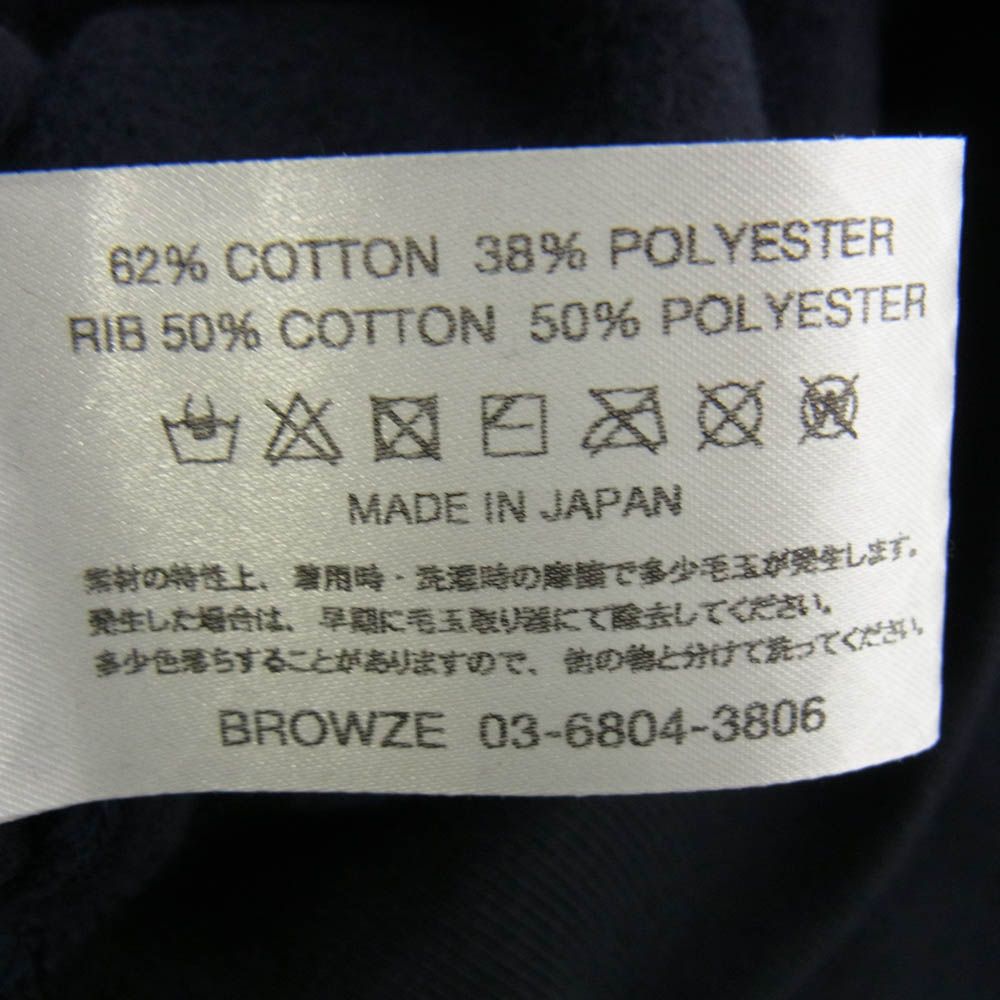 62% COTTON 38% POLYESTER
RIB 50% COTTON 50% POLYESTER
MADE IN JAPAN
素材の特性上、着用時・洗濯時の摩擦で多少毛玉が発生します。
発生した場合は、早期に毛玉取り器にて除去してください。
多少色落ちすることがありますので、他の物と分けて洗ってください。
BROWZE 03-6804-3806